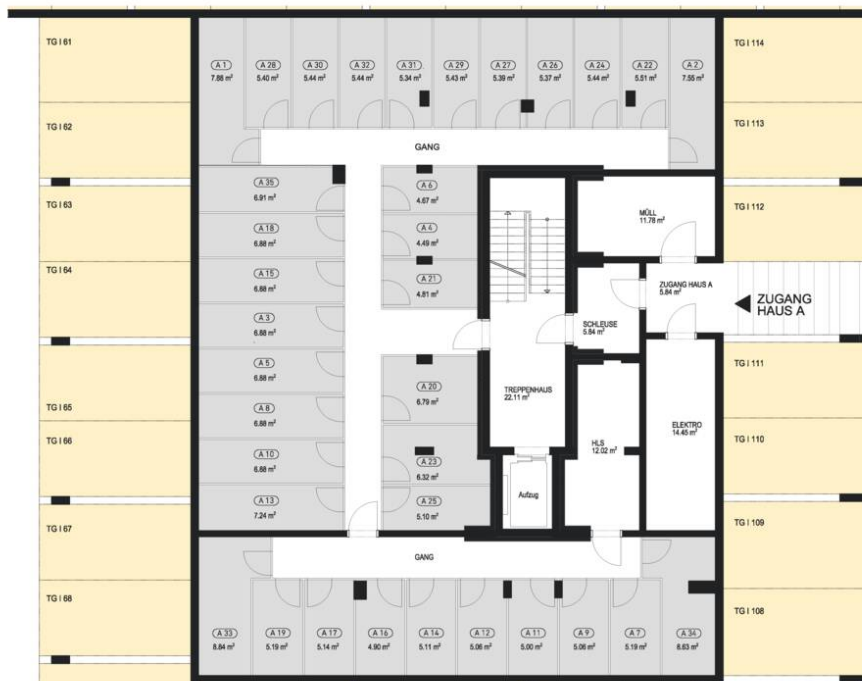 TG I 61
A 1
7.88 m²
A 28
5.40 m²
A 30
5.44 m²
A 32
5.44 m²
A 31
5.34 m²
A 29
5.43 m²
A 27
5.39 m²
A 26
5.37 m²
A 24
5.44 m²
A 22
5.51 m²
A 2
7.55 m²
TG I 114
TG I 62
GANG
TG I 113
TG I 63
A 35
6.91 m²
A 6
4.67 m²
MÜLL
11.78 m²
TG I 112
A 18
6.88 m²
A 4
4.49 m²
TG I 64
A 15
6.88 m²
A 21
4.81 m²
ZUGANG HAUS A
5.84 m²
ZUGANG
HAUS A
A 3
6.88 m²
SCHLEUSE
5.84 m²
A 5
6.88 m²
TG I 111
TG I 65
A 8
6.88 m²
A 20
6.79 m²
TREPPENHAUS
22.11 m²
TG I 66
A 10
6.88 m²
A 23
6.32 m²
HLS
12.02 m²
ELEKTRO
14.45 m²
TG I 110
A 13
7.24 m²
A 25
5.10 m²
Aufzug
TG I 67
TG I 109
GANG
TG I 68
TG I 108
A 33
8.84 m²
A 19
5.19 m²
A 17
5.14 m²
A 16
4.90 m²
A 14
5.11 m²
A 12
5.06 m²
A 11
5.00 m²
A 9
5.06 m²
A 7
5.19 m²
A 34
8.63 m²